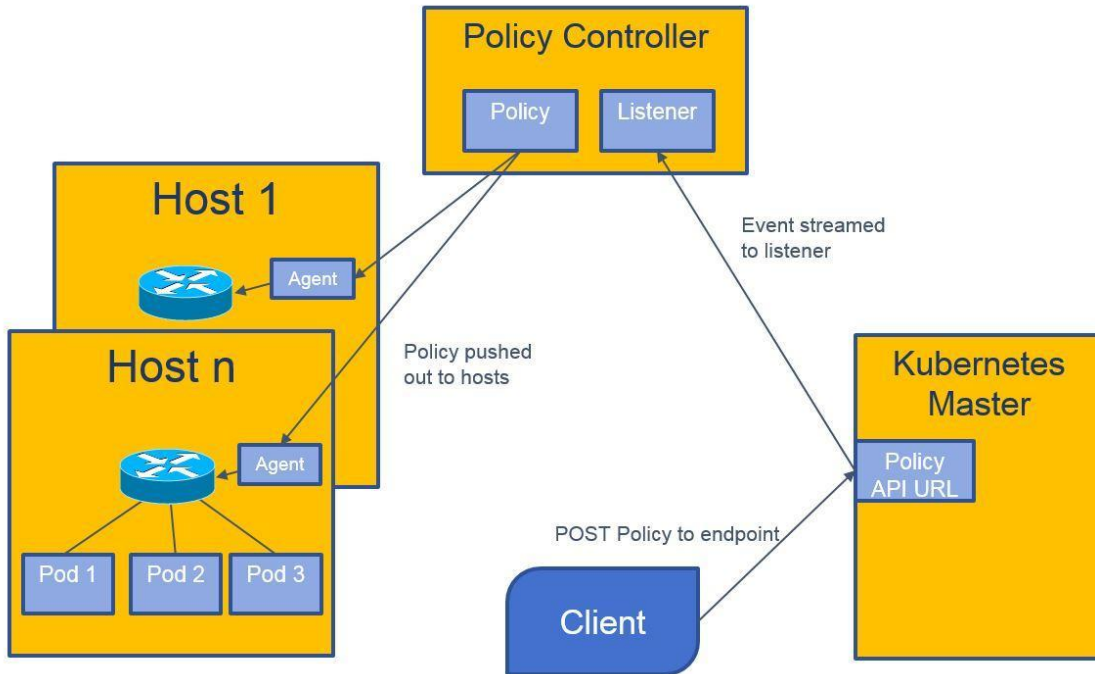 Policy Controller
Policy
Listener
Host 1
Agent
Event streamed
to listener
Host n
Policy pushed
out to hosts
Kubernetes
Master
Agent
Policy
API URL
POST Policy to endpoint
Pod 1
Pod 2
Pod 3
Client